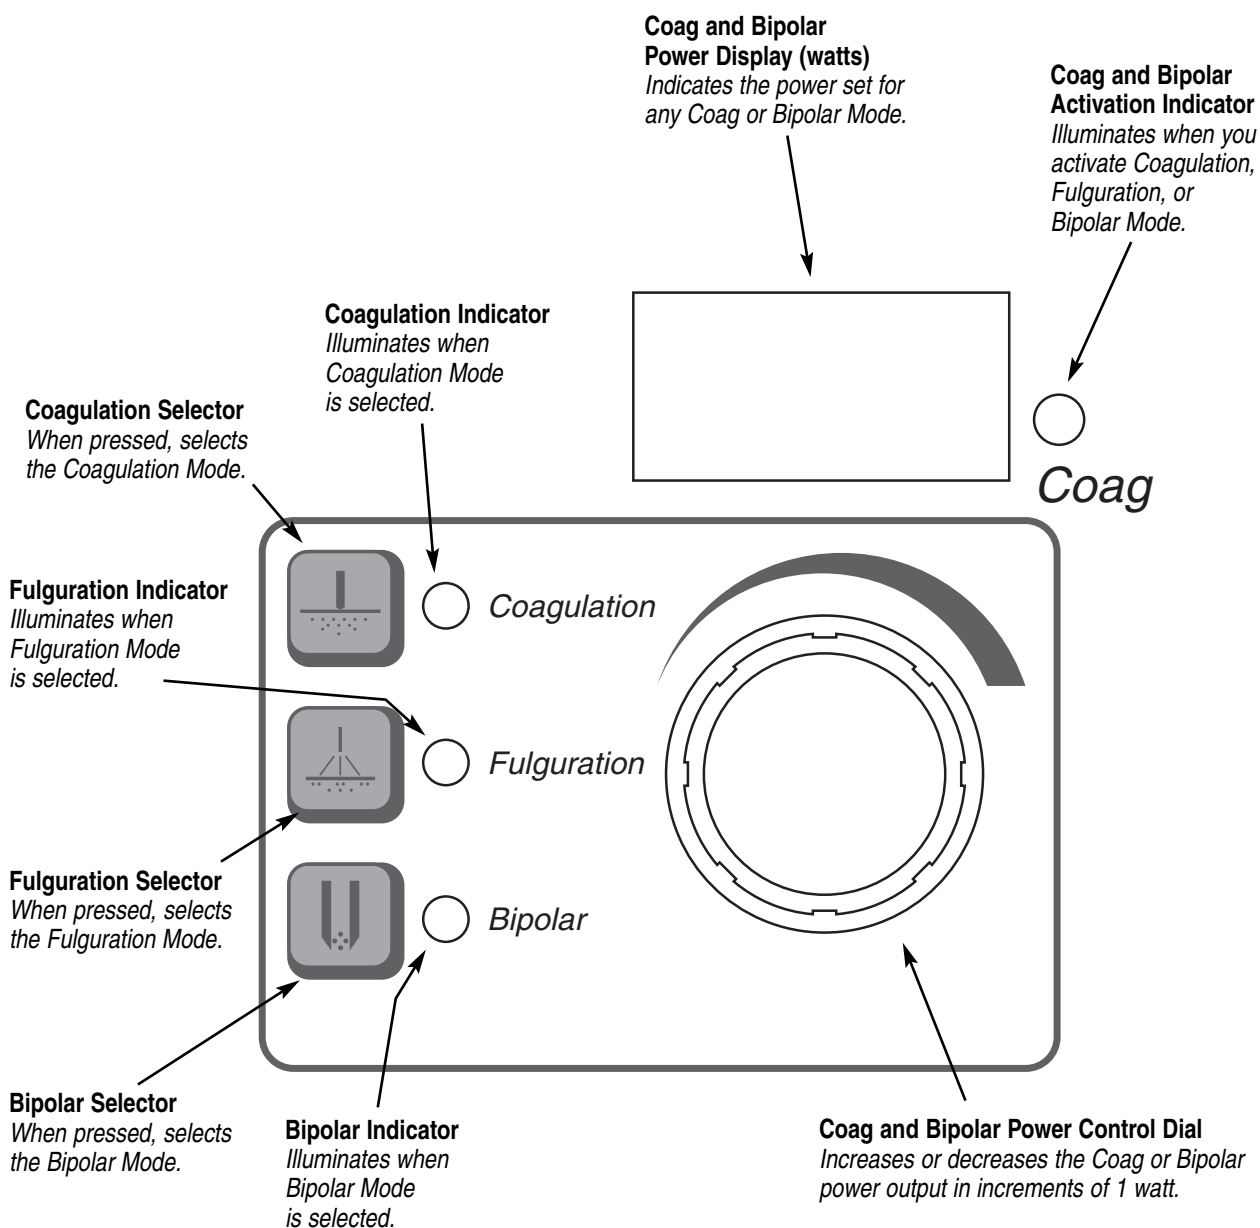 Coag and Bipolar
Power Display (watts)
Indicates the power set for
any Coag or Bipolar Mode.
Coag and Bipolar
Activation Indicator
Illuminates when you
activate Coagulation,
Fulguration, or
Bipolar Mode.
Coagulation Indicator
Illuminates when
Coagulation Mode
is selected.
Coagulation Selector
When pressed, selects
the Coagulation Mode.
Coag
Fulguration Indicator
Illuminates when
Fulguration Mode
is selected.
Coagulation
Fulguration
Fulguration Selector
When pressed, selects
the Fulguration Mode.
Bipolar
Bipolar Selector
When pressed, selects
the Bipolar Mode.
Bipolar Indicator
Illuminates when
Bipolar Mode
is selected.
Coag and Bipolar Power Control Dial
Increases or decreases the Coag or Bipolar
power output in increments of 1 watt.